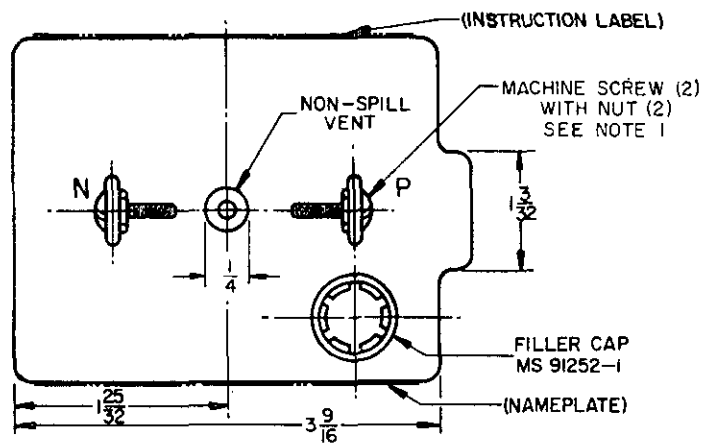 (INSTRUCTION LABEL)
MACHINE SCREW (2)
WITH NUT (2)
SEE NOTE 1
NON-SPILL
VENT
N
P
1 3/32
1/4
FILLER CAP
MS 91252-1
(NAMEPLATE)
1 25/32
3 9/16